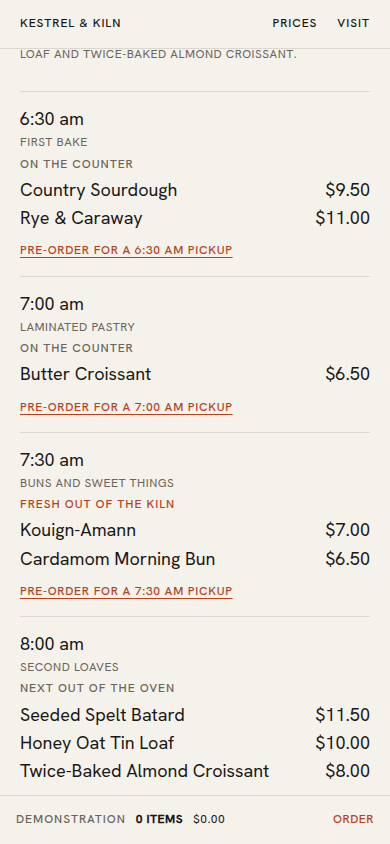 KESTREL & KILN PRICES VISIT
LOAF AND TWICE-BAKED ALMOND CROISSANT.
6:30 am
FIRST BAKE
ON THE COUNTER
Country Sourdough $9.50
Rye & Caraway $11.00
PRE-ORDER FOR A 6:30 AM PICKUP
7:00 am
LAMINATED PASTRY
ON THE COUNTER
Butter Croissant $6.50
PRE-ORDER FOR A 7:00 AM PICKUP
7:30 am
BUNS AND SWEET THINGS
FRESH OUT OF THE KILN
Kouign-Amann $7.00
Cardamom Morning Bun $6.50
PRE-ORDER FOR A 7:30 AM PICKUP
8:00 am
SECOND LOAVES
NEXT OUT OF THE OVEN
Seeded Spelt Batard $11.50
Honey Oat Tin Loaf $10.00
Twice-Baked Almond Croissant $8.00
DEMONSTRATION 0 ITEMS $0.00 ORDER